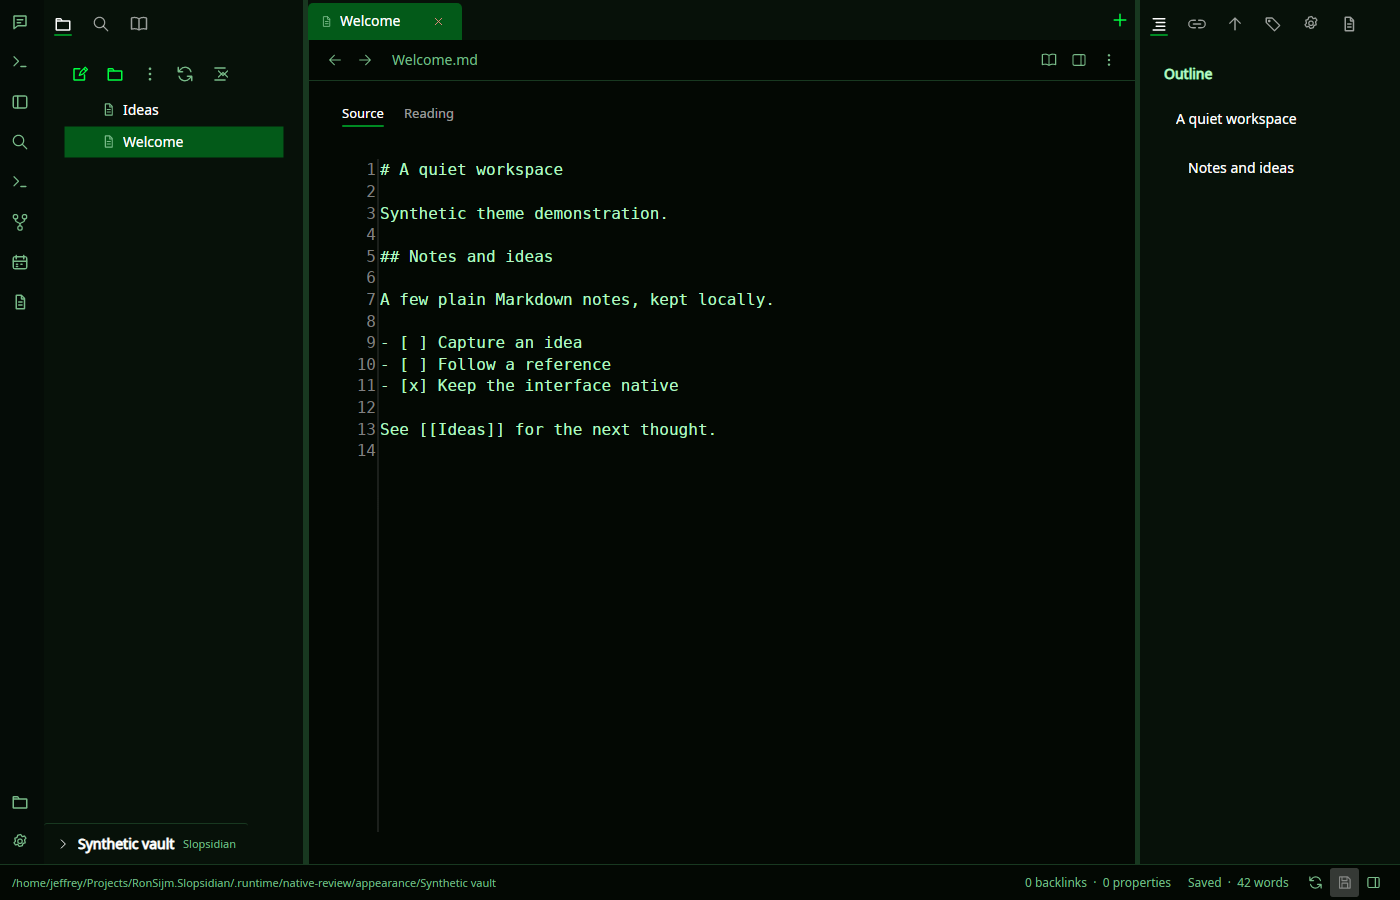 Welcome
Welcome.md
Ideas
Welcome
Source Reading
1 # A quiet workspace
2
3 Synthetic theme demonstration.
4
5 ## Notes and ideas
6
7 A few plain Markdown notes, kept locally.
8
9 - [ ] Capture an idea
10 - [ ] Follow a reference
11 - [x] Keep the interface native
12
13 See [[Ideas]] for the next thought.
14
Outline
A quiet workspace
Notes and ideas
Synthetic vault Slopsidian
/home/jeffrey/Projects/RonSijm.Slopsidian/.runtime/native-review/appearance/Synthetic vault
0 backlinks · 0 properties Saved · 42 words